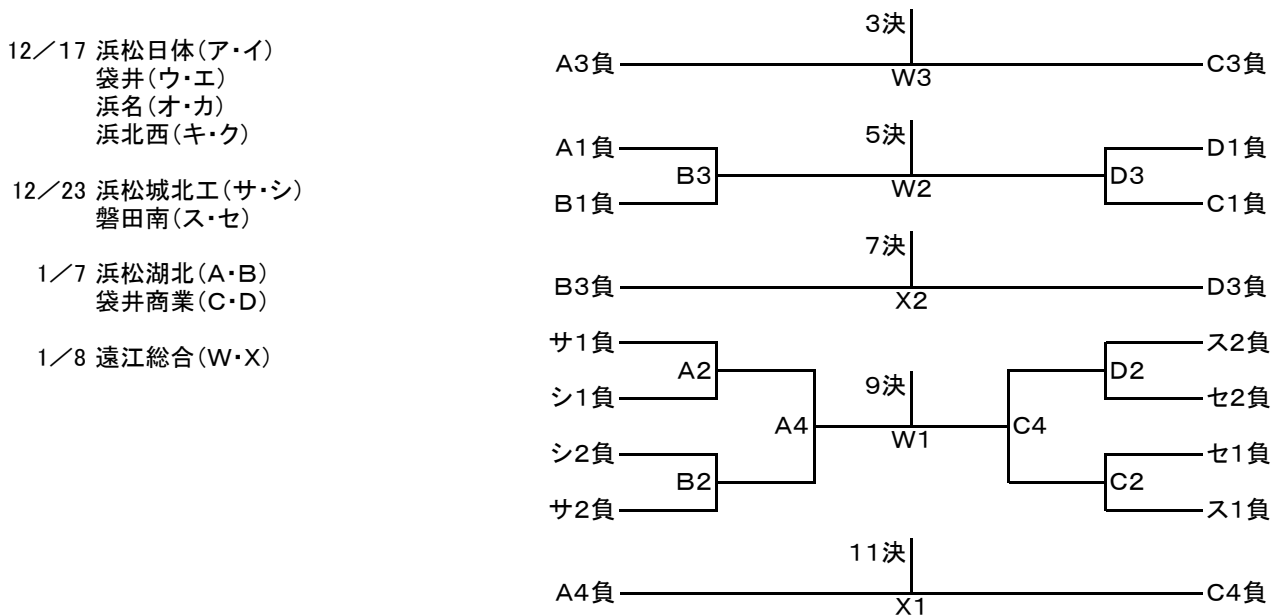 12／17 浜松日体(ア・イ)
袋井(ウ・エ)
浜名(オ・カ)
浜北西(キ・ク)
12／23 浜松城北工(サ・シ)
磐田南(ス・セ)
1／7 浜松湖北(A・B)
袋井商業(C・D)
1／8 遠江総合(W・X)
3決
A3負
W3
C3負
A1負
5決
D1負
B3
W2
D3
B1負
C1負
7決
B3負
X2
D3負
サ1負
ス2負
A2
D2
シ1負
9決
セ2負
A4
W1
C4
シ2負
セ1負
B2
C2
サ2負
ス1負
11決
A4負
X1
C4負